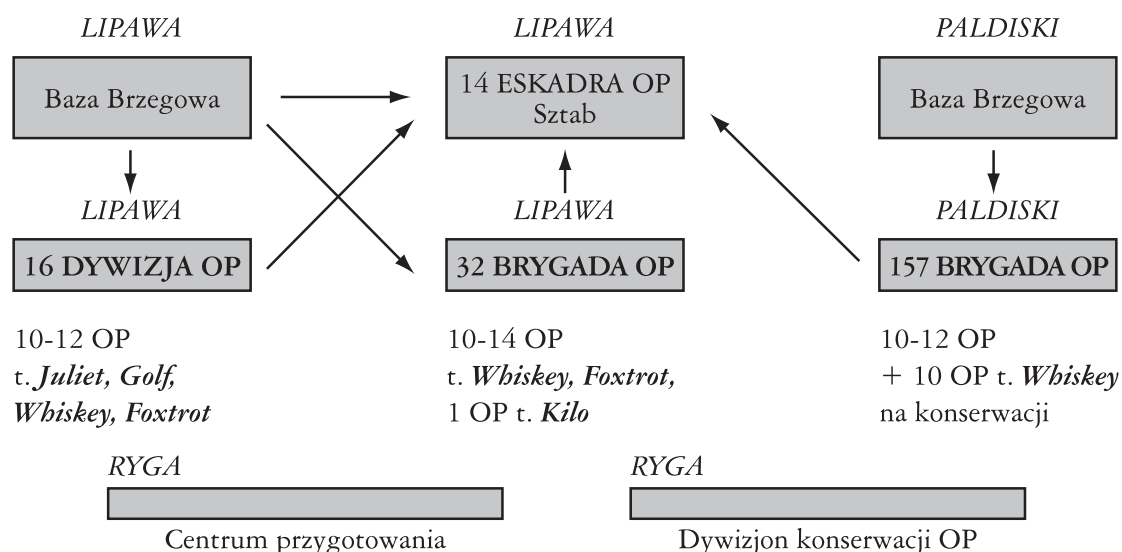 LIPAWA
LIPAWA
PALDISKI
Baza Brzegowa
14 ESKADRA OP
Sztab
Baza Brzegowa
LIPAWA
LIPAWA
PALDISKI
16 DYWIZJA OP
32 BRYGADA OP
157 BRYGADA OP
10-12 OP
t. Juliet, Golf,
Whiskey, Foxtrot
10-14 OP
t. Whiskey, Foxtrot,
1 OP t. Kilo
10-12 OP
+ 10 OP t. Whiskey
na konserwacji
RYGA
RYGA
Centrum przygotowania
Dywizjon konserwacji OP